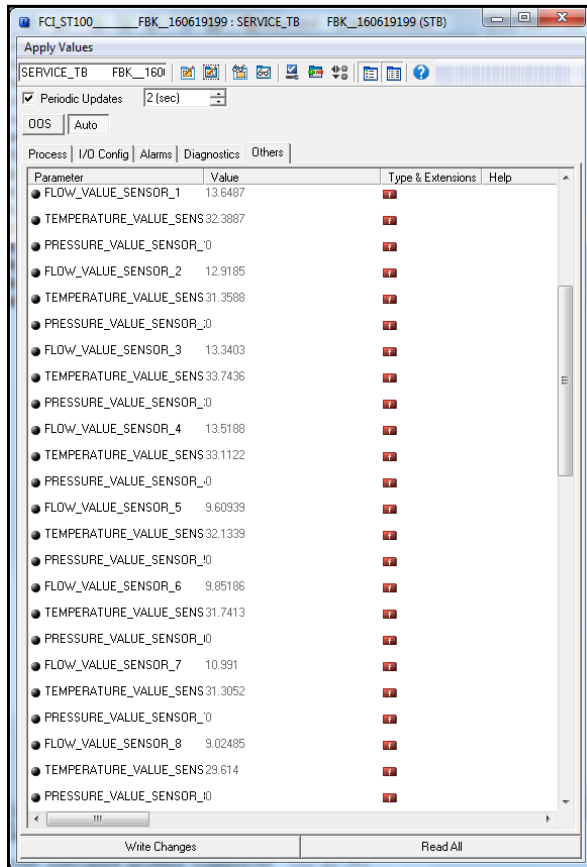 FCI_ST100________FBK__160619199 : SERVICE_TB FBK__160619199 (STB)
Apply Values
SERVICE_TB FBK__160
Periodic Updates 2 (sec)
OOS Auto
Process I/O Config Alarms Diagnostics Others
Parameter Value Type & Extensions Help
FLOW_VALUE_SENSOR_1 13.6487
TEMPERATURE_VALUE_SENS 32.3887
PRESSURE_VALUE_SENSOR_ 0
FLOW_VALUE_SENSOR_2 12.9185
TEMPERATURE_VALUE_SENS 31.3588
PRESSURE_VALUE_SENSOR_ 0
FLOW_VALUE_SENSOR_3 13.3403
TEMPERATURE_VALUE_SENS 33.7436
PRESSURE_VALUE_SENSOR_ 0
FLOW_VALUE_SENSOR_4 13.5188
TEMPERATURE_VALUE_SENS 33.1122
PRESSURE_VALUE_SENSOR_ 0
FLOW_VALUE_SENSOR_5 9.60939
TEMPERATURE_VALUE_SENS 32.1339
PRESSURE_VALUE_SENSOR_ 0
FLOW_VALUE_SENSOR_6 9.85186
TEMPERATURE_VALUE_SENS 31.7413
PRESSURE_VALUE_SENSOR_ 0
FLOW_VALUE_SENSOR_7 10.991
TEMPERATURE_VALUE_SENS 31.3052
PRESSURE_VALUE_SENSOR_ 0
FLOW_VALUE_SENSOR_8 9.02485
TEMPERATURE_VALUE_SENS 29.614
PRESSURE_VALUE_SENSOR_ 0
Write Changes Read All